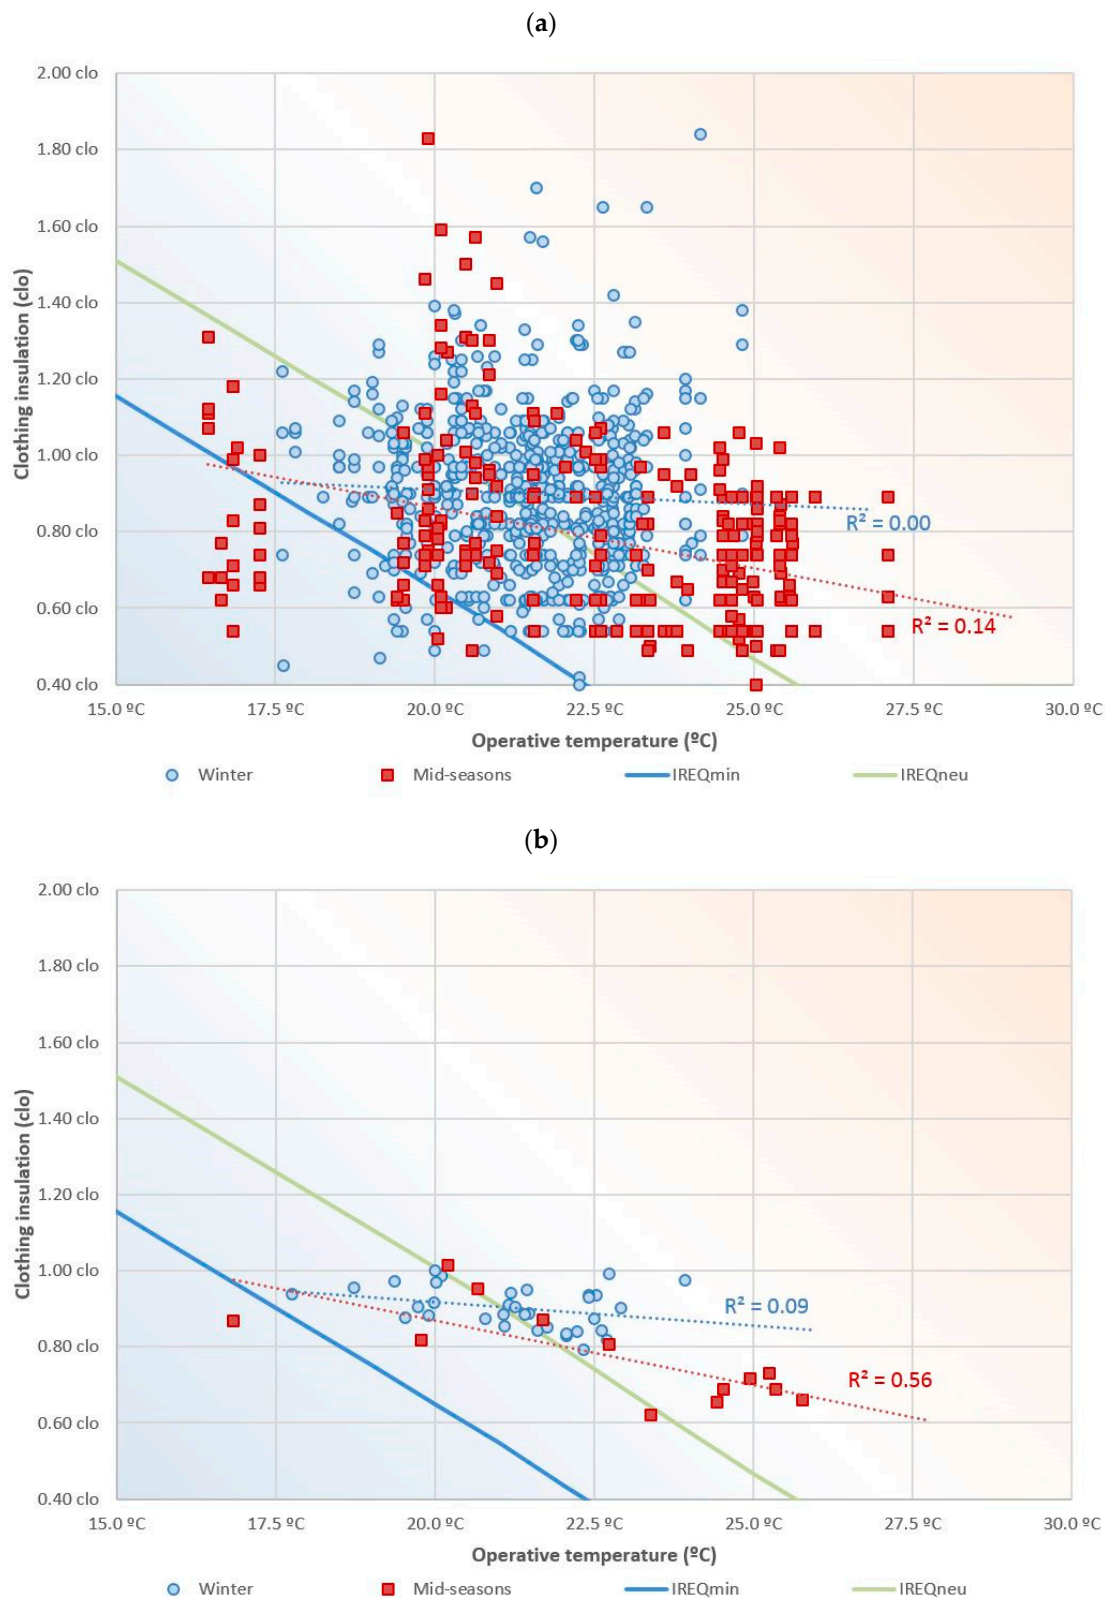 (a)
2.00 clo
1.80 clo
1.60 clo
1.40 clo
1.20 clo
1.00 clo
0.80 clo
0.60 clo
0.40 clo
Clothing insulation (clo)
R² = 0.00
R² = 0.14
15.0 ºC 17.5 ºC 20.0 ºC 22.5 ºC 25.0 ºC 27.5 ºC 30.0 ºC
Operative temperature (ºC)
Winter Mid-seasons IREQmin IREQneu
(b)
2.00 clo
1.80 clo
1.60 clo
1.40 clo
1.20 clo
1.00 clo
0.80 clo
0.60 clo
0.40 clo
Clothing insulation (clo)
R² = 0.09
R² = 0.56
15.0 ºC 17.5 ºC 20.0 ºC 22.5 ºC 25.0 ºC 27.5 ºC 30.0 ºC
Operative temperature (ºC)
Winter Mid-seasons IREQmin IREQneu